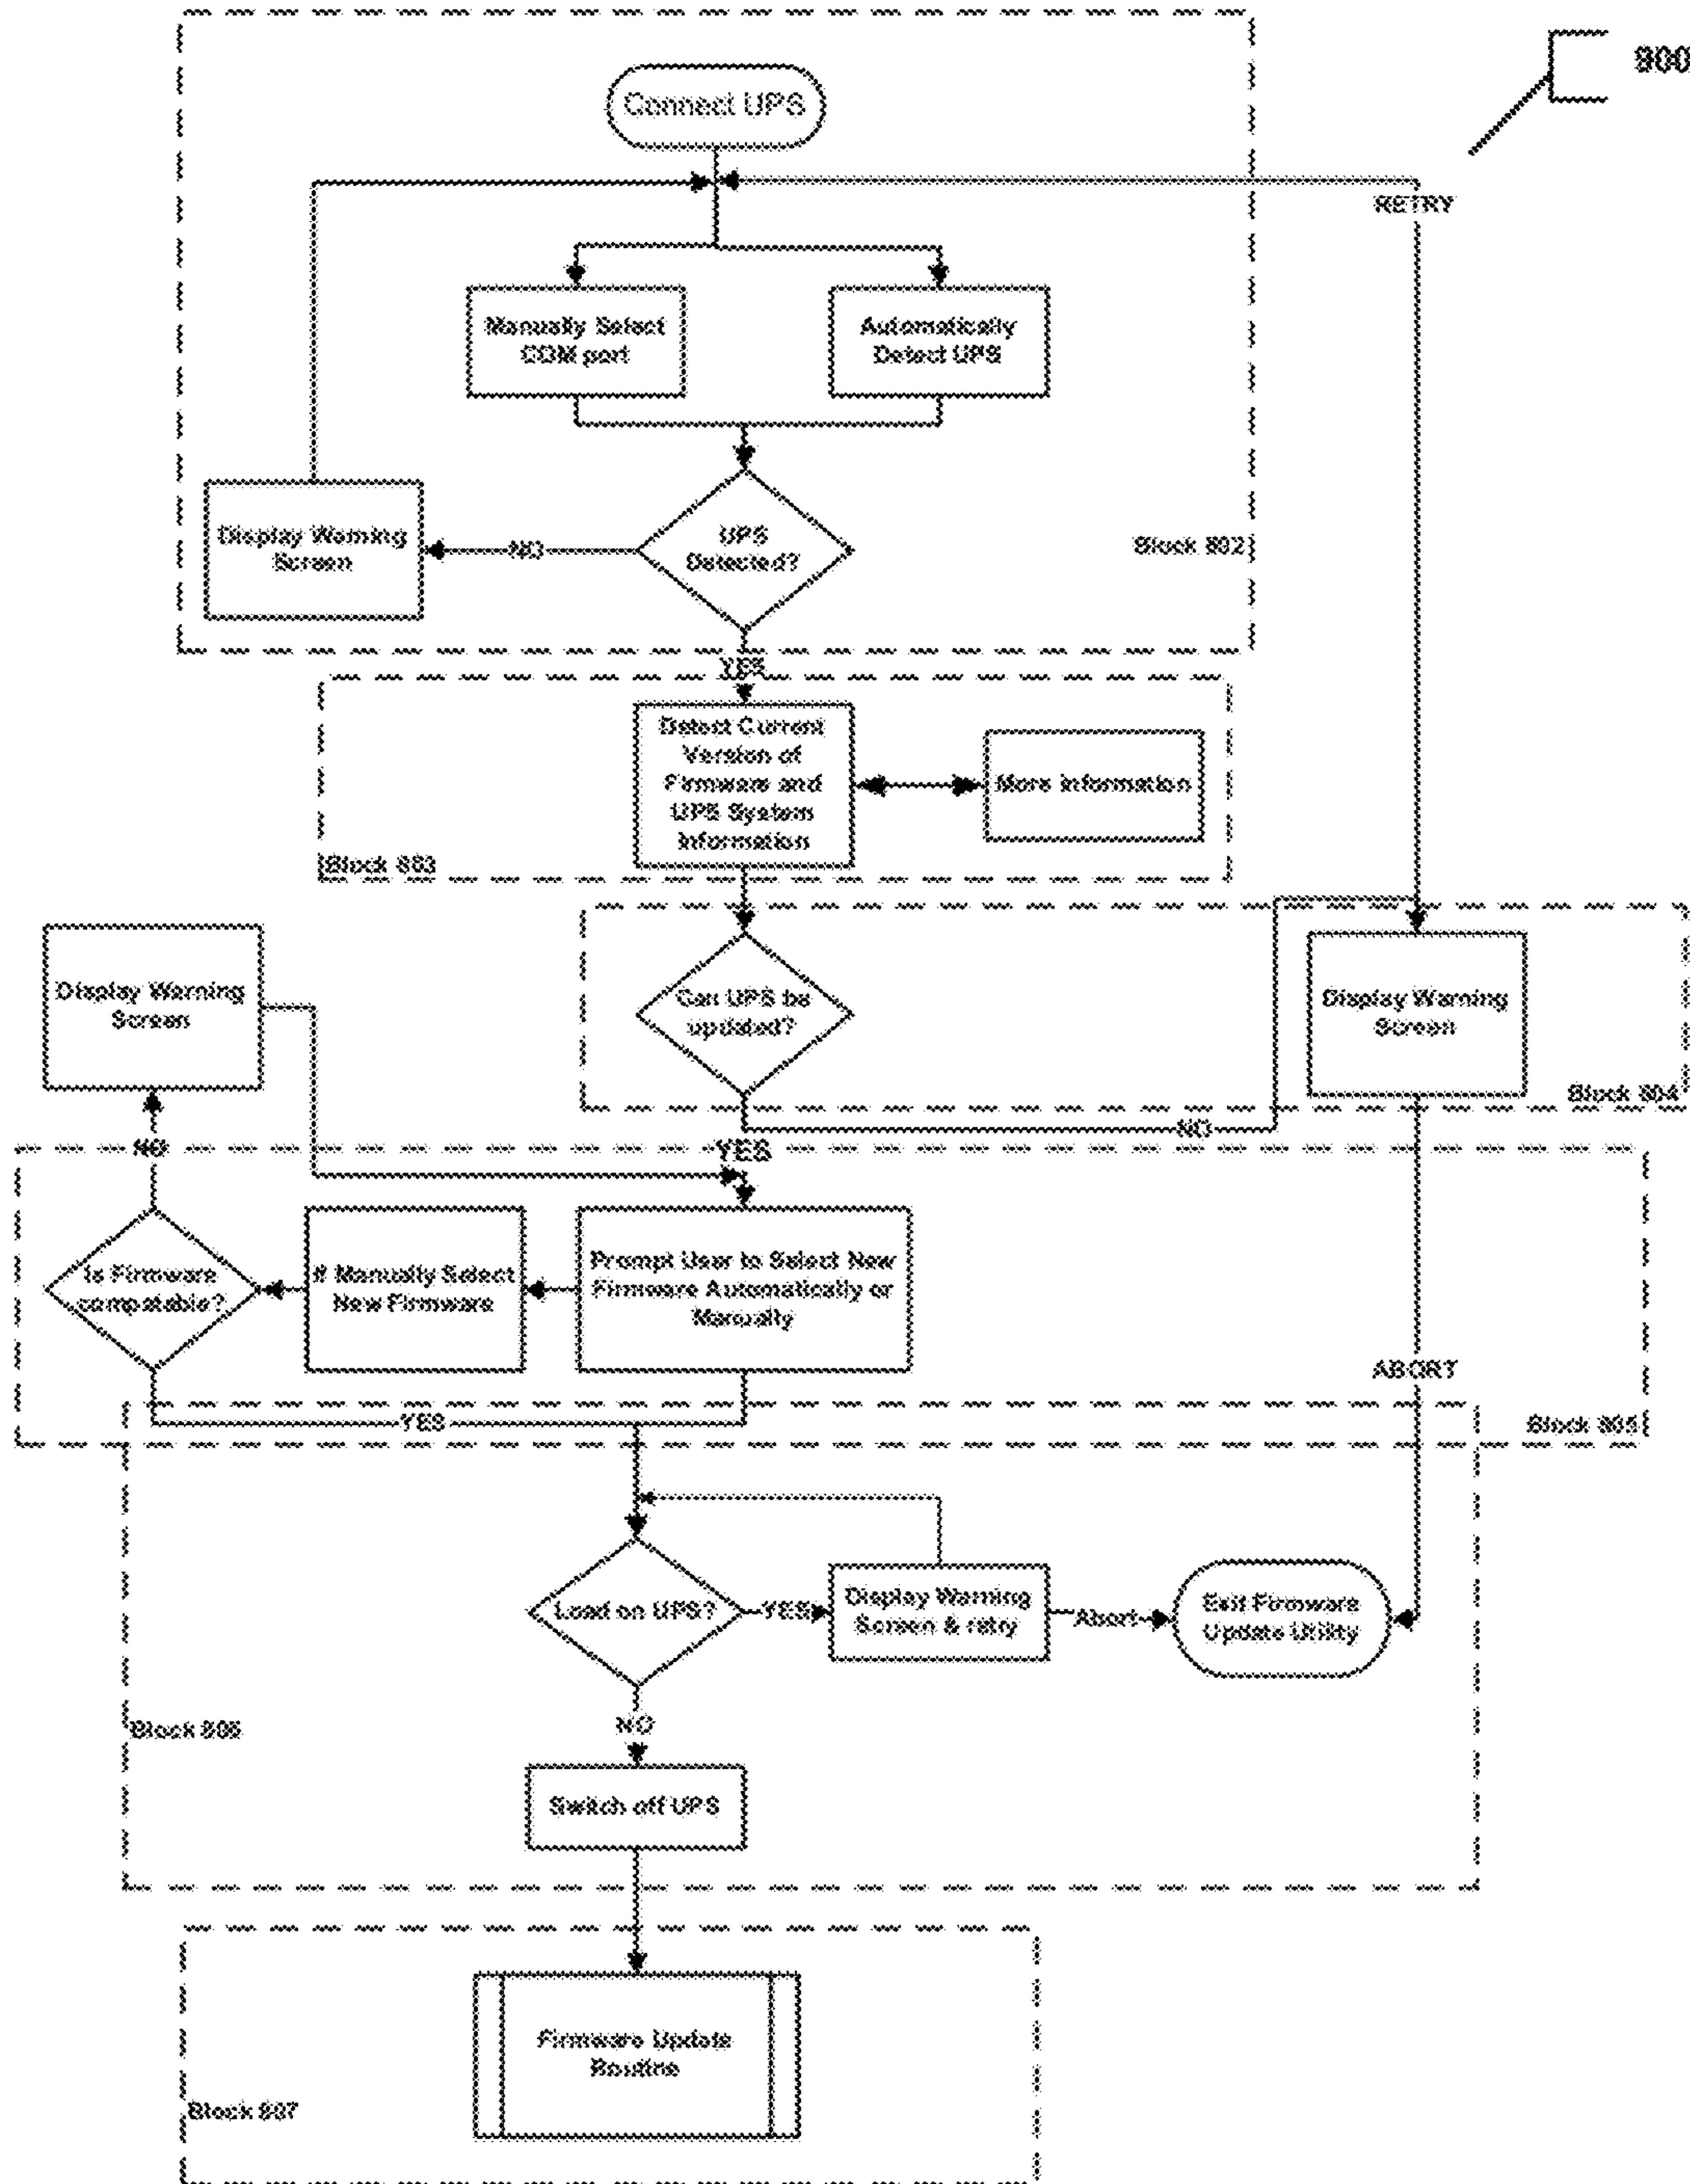 900
Connect UPS
RETRY
Manually Select
COM port
Automatically
Detect UPS
Display Warning
Screen
NO
UPS
Detected?
Block 802
YES
Detect Current
Version of
Firmware and
UPS System
Information
More Information
Block 803
Display Warning
Screen
Can UPS be
updated?
Display Warning
Screen
Block 804
NO
NO
YES
Is Firmware
compatable?
If Manually Select
New Firmware
Prompt User to Select New
Firmware Automatically or
Manually
ABORT
YES
Block 805
Load on UPS?
YES
Display Warning
Screen & retry
Abort
Exit Firmware
Update Utility
NO
Block 806
Switch off UPS
Firmware Update
Routine
Block 807